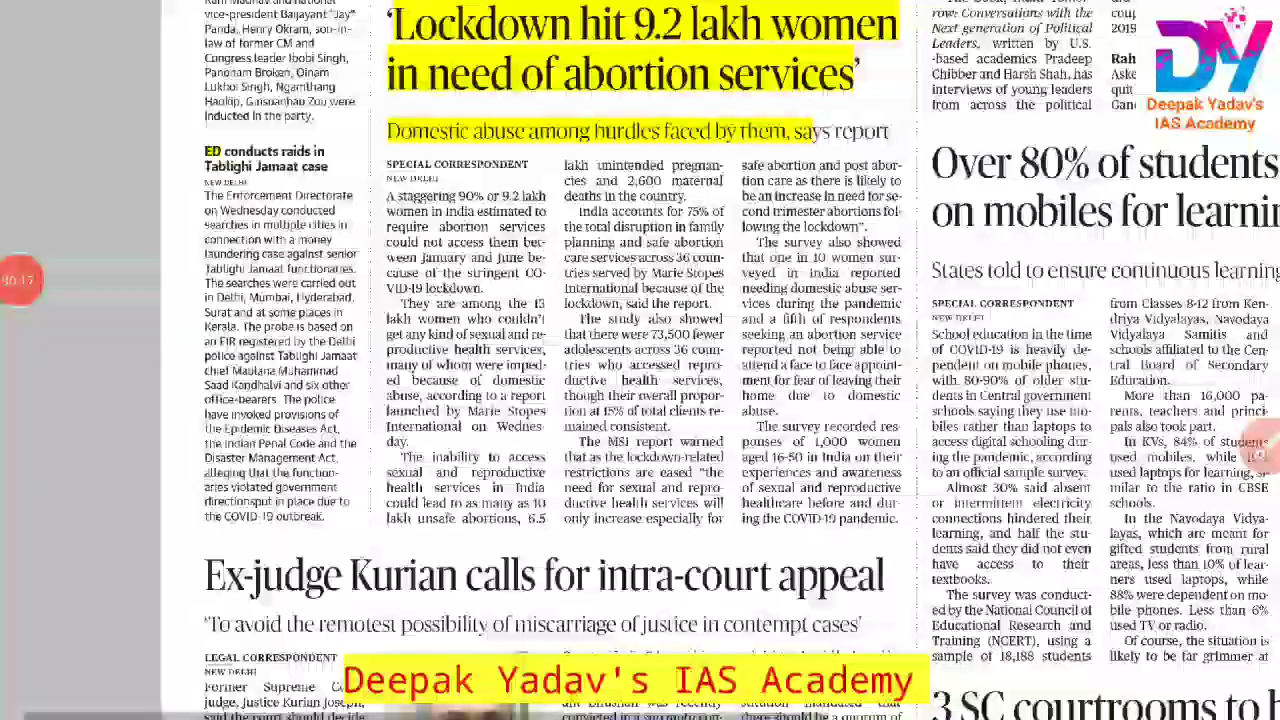 Ram Madhav and national
vice-president Baijayant "Jay"
Panda. Henry Okram, son-in-
law of former CM and
Congress leader Ibobi Singh,
Paonam Broken, Oinam
Lukhoi Singh, Ngamthang
Haokip, Ginsuanhau Zou were
inducted in the party.
ED conducts raids in
Tablighi Jamaat case
NEW DELHI
The Enforcement Directorate
on Wednesday conducted
searches in multiple cities in
connection with a money
laundering case against senior
Tablighi Jamaat functionaries.
The searches were carried out
in Delhi, Mumbai, Hyderabad,
Surat and at some places in
Kerala. The probe is based on
an FIR registered by the Delhi
police against Tablighi Jamaat
chief Maulana Muhammad
Saad Kandhalvi and six other
office-bearers. The police
have invoked provisions of
the Epidemic Diseases Act,
the Indian Penal Code and the
Disaster Management Act,
alleging that the function-
aries violated government
directionsput in place due to
the COVID-19 outbreak.
'Lockdown hit 9.2 lakh women
in need of abortion services'
Domestic abuse among hurdles faced by them, says report
SPECIAL CORRESPONDENT
NEW DELHI
A staggering 90% or 9.2 lakh
women in India estimated to
require abortion services
could not access them bet-
ween January and June be-
cause of the stringent CO-
VID-19 lockdown.
They are among the 13
lakh women who couldn't
get any kind of sexual and re-
productive health services,
many of whom were imped-
ed because of domestic
abuse, according to a report
launched by Marie Stopes
International on Wednes-
day.
The inability to access
sexual and reproductive
health services in India
could lead to as many as 10
lakh unsafe abortions, 6.5
lakh unintended pregnan-
cies and 2,600 maternal
deaths in the country.
India accounts for 75% of
the total disruption in family
planning and safe abortion
care services across 36 coun-
tries served by Marie Stopes
International because of the
lockdown, said the report.
The study also showed
that there were 73,500 fewer
adolescents across 36 coun-
tries who accessed repro-
ductive health services,
though their overall propor-
tion at 15% of total clients re-
mained consistent.
The MSI report warned
that as the lockdown-related
restrictions are eased "the
need for sexual and repro-
ductive health services will
only increase especially for
safe abortion and post abor-
tion care as there is likely to
be an increase in need for se-
cond trimester abortions fol-
lowing the lockdown".
The survey also showed
that one in 10 women sur-
veyed in India reported
needing domestic abuse ser-
vices during the pandemic
and a fifth of respondents
seeking an abortion service
reported not being able to
attend a face to face appoint-
ment for fear of leaving their
home due to domestic
abuse.
The survey recorded res-
ponses of 1,000 women
aged 16-50 in India on their
experiences and awareness
of sexual and reproductive
healthcare before and dur-
ing the COVID-19 pandemic.
Ex-judge Kurian calls for intra-court appeal
'To avoid the remotest possibility of miscarriage of justice in contempt cases'
LEGAL CORRESPONDENT
NEW DELHI
Former Supreme
judge, Justice Kurian Joseph,
said the court should decide
row: Conversations with the
Next generation of Political
Leaders, written by U.S.
-based academics Pradeep
Chibber and Harsh Shah, has
interviews of young leaders
from across the political
coup
2019
Rah
Aske
quit
Gand
DY
Deepak Yadav's
IAS Academy
Over 80% of students
on mobiles for learnin
States told to ensure continuous learning
SPECIAL CORRESPONDENT
NEW DELHI
School education in the time
of COVID-19 is heavily de-
pendent on mobile phones,
with 80-90% of older stu-
dents in Central government
schools saying they use mo-
biles rather than laptops to
access digital schooling dur-
ing the pandemic, according
to an official sample survey.
Almost 30% said absent
or intermittent electricity
connections hindered their
learning, and half the stu-
dents said they did not even
have access to their
textbooks.
The survey was conduct-
ed by the National Council of
Educational Research and
Training (NCERT), using a
sample of 18,188 students
from Classes 8-12 from Ken-
driya Vidyalayas, Navodaya
Vidyalaya Samitis and
schools affiliated to the Cen-
tral Board of Secondary
Education.
More than 16,000 pa-
rents, teachers and princi-
pals also took part.
In KVs, 84% of students
used mobiles, while
used laptops for learning, si-
milar to the ratio in CBSE
schools.
In the Navodaya Vidya-
layas, which are meant for
gifted students from rural
areas, less than 10% of lear-
ners used laptops, while
88% were dependent on mo-
bile phones. Less than 6%
used TV or radio.
Of course, the situation is
likely to be far grimmer at
3 SC courtrooms to
Deepak Yadav's IAS Academy
00:17